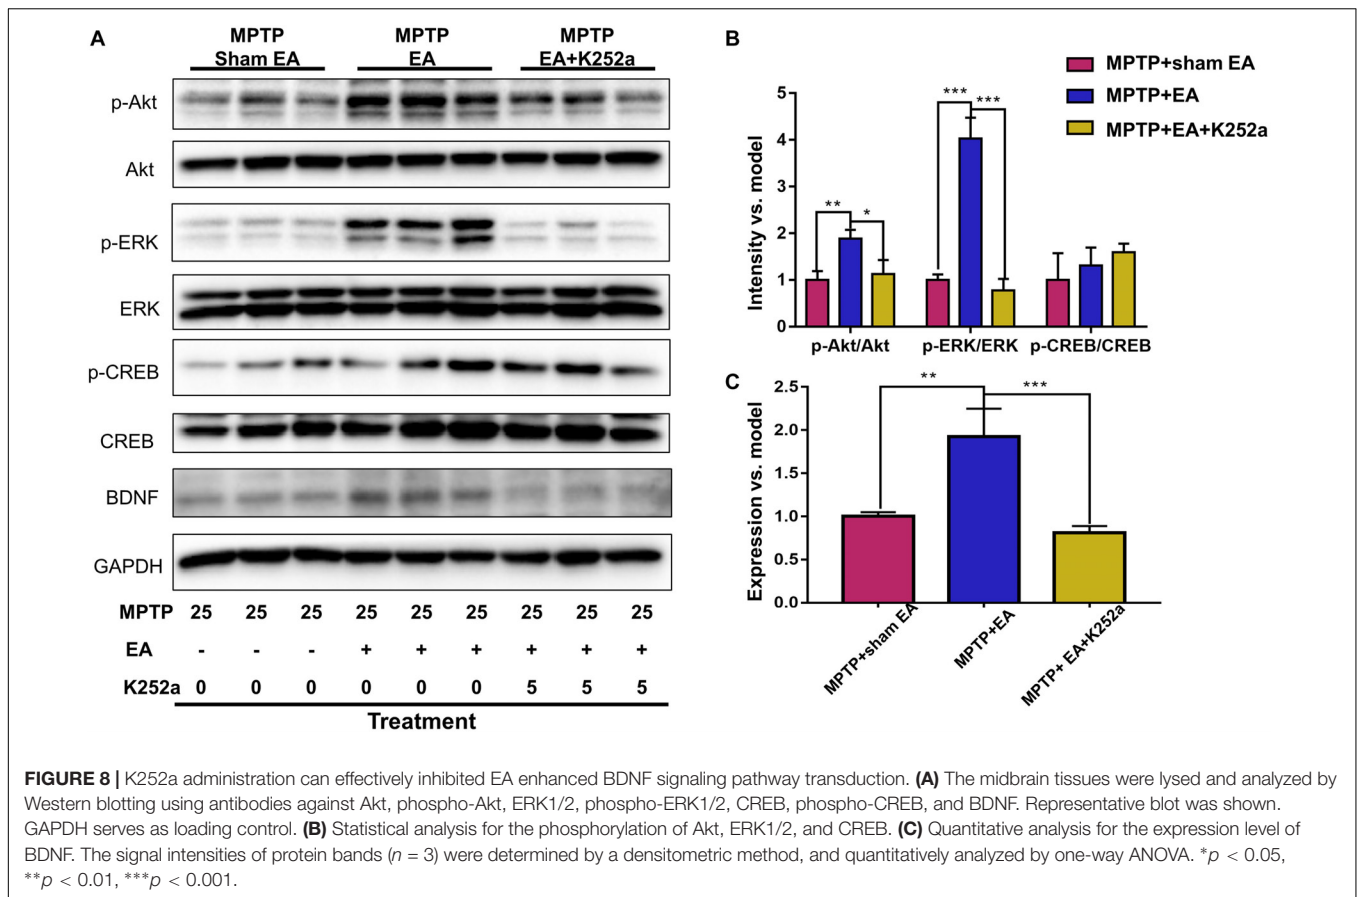 A
MPTP
Sham EA
MPTP
EA
MPTP
EA+K252a
p-Akt
Akt
p-ERK
ERK
p-CREB
CREB
BDNF
GAPDH
MPTP 25 25 25 25 25 25 25 25 25
EA - - - + + + + + +
K252a 0 0 0 0 0 0 5 5 5
Treatment
B
MPTP+sham EA
MPTP+EA
MPTP+EA+K252a
Intensity vs. model
5
4
3
2
1
0
** * *** ***
p-Akt/Akt p-ERK/ERK p-CREB/CREB
C
Expression vs. model
2.5
2.0
1.5
1.0
0.5
0.0
** ***
MPTP+sham EA
MPTP+EA
MPTP+ EA+K252a
FIGURE 8 | K252a administration can effectively inhibited EA enhanced BDNF signaling pathway transduction. (A) The midbrain tissues were lysed and analyzed by
Western blotting using antibodies against Akt, phospho-Akt, ERK1/2, phospho-ERK1/2, CREB, phospho-CREB, and BDNF. Representative blot was shown.
GAPDH serves as loading control. (B) Statistical analysis for the phosphorylation of Akt, ERK1/2, and CREB. (C) Quantitative analysis for the expression level of
BDNF. The signal intensities of protein bands (n = 3) were determined by a densitometric method, and quantitatively analyzed by one-way ANOVA. *p < 0.05,
**p < 0.01, ***p < 0.001.